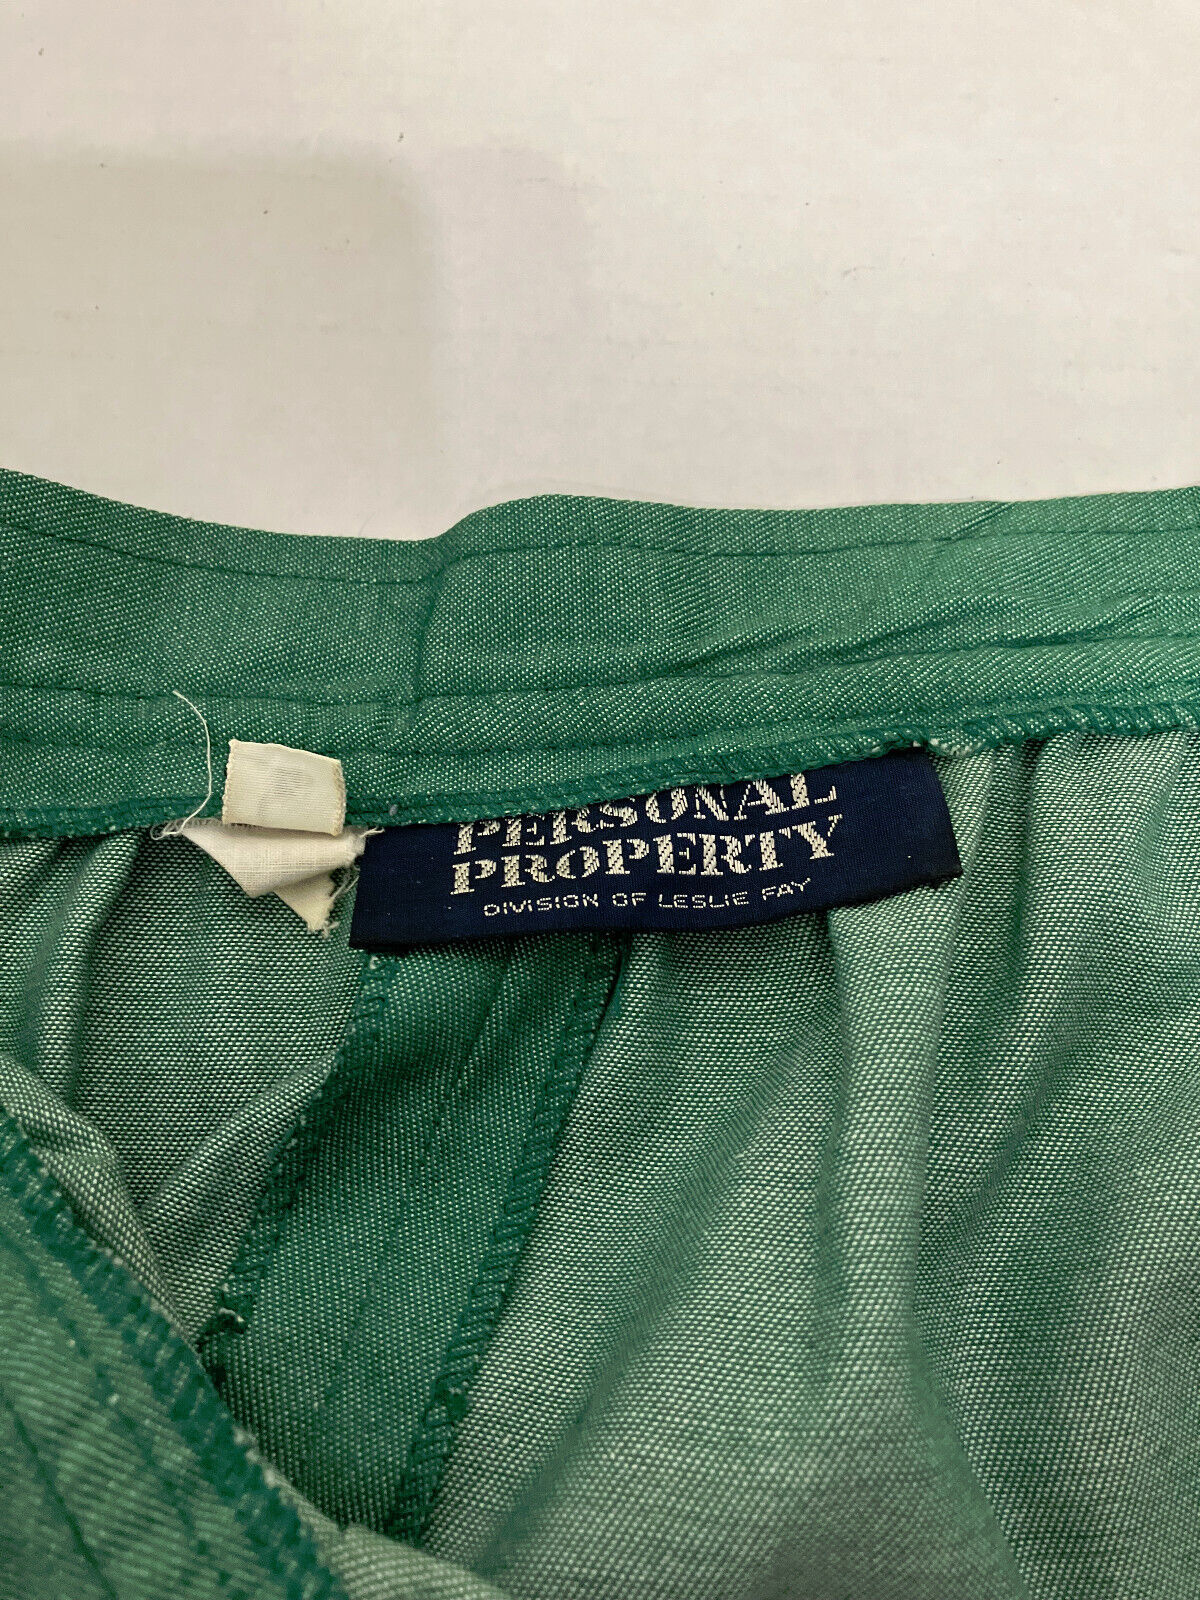 PERSONAL
PROPERTY
DIVISION OF LESLIE FAY